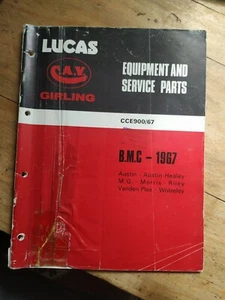 LUCAS
C.A.V.
GIRLING
EQUIPMENT AND
SERVICE PARTS
CCE900/67
B.M.C - 1967
Austin - Austin Healey
M.G. - Morris - Riley
Vanden Plas - Wolseley